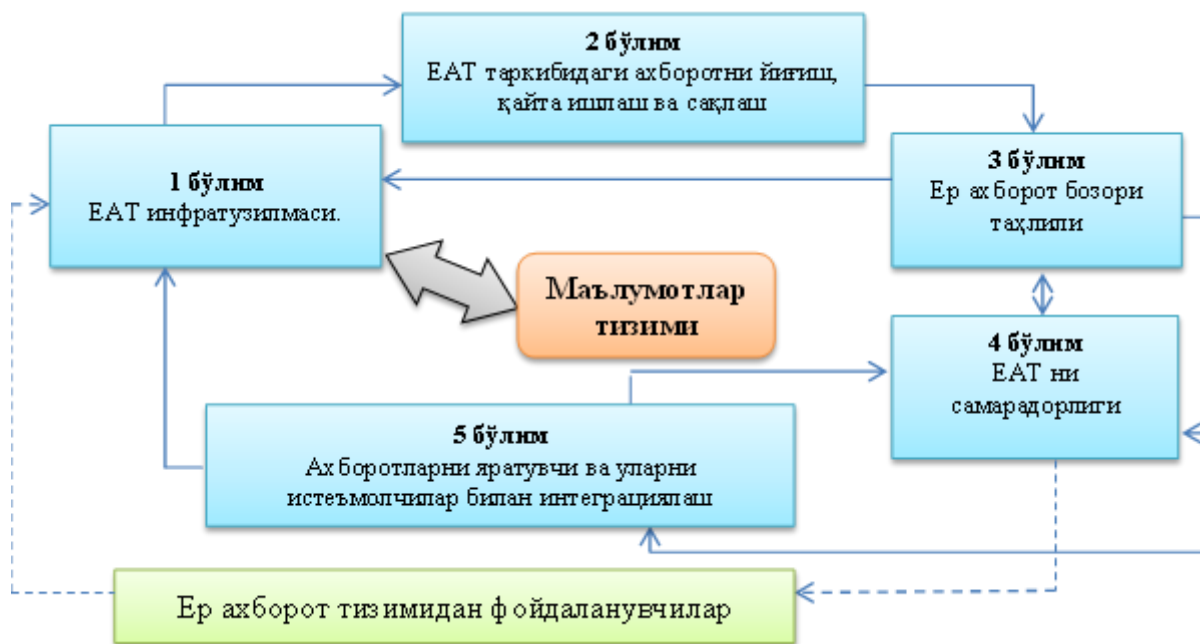 2 бўлим
ЕАТ таркибидаги ахборотни йиғиш,
қайта ишлаш ва сақлаш
1 бўлим
ЕАТ инфратузилмаси.
3 бўлим
Ер ахборот бозори
таҳлили
Маълумотлар
тизими
4 бўлим
ЕАТ ни
самарадорлиги
5 бўлим
Ахборотларни яратувчи ва уларни
истеъмолчилар билан интеграциялаш
Ер ахборот тизимидан фойдаланувчилар